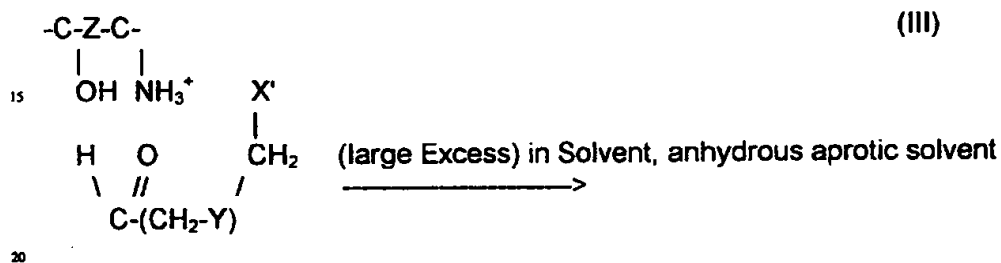 -C-Z-C- (III)
| |
15 OH NH₃⁺ X'
|
H O CH₂ (large Excess) in Solvent, anhydrous aprotic solvent
\ // / ------------------>
C-(CH₂-Y)
20